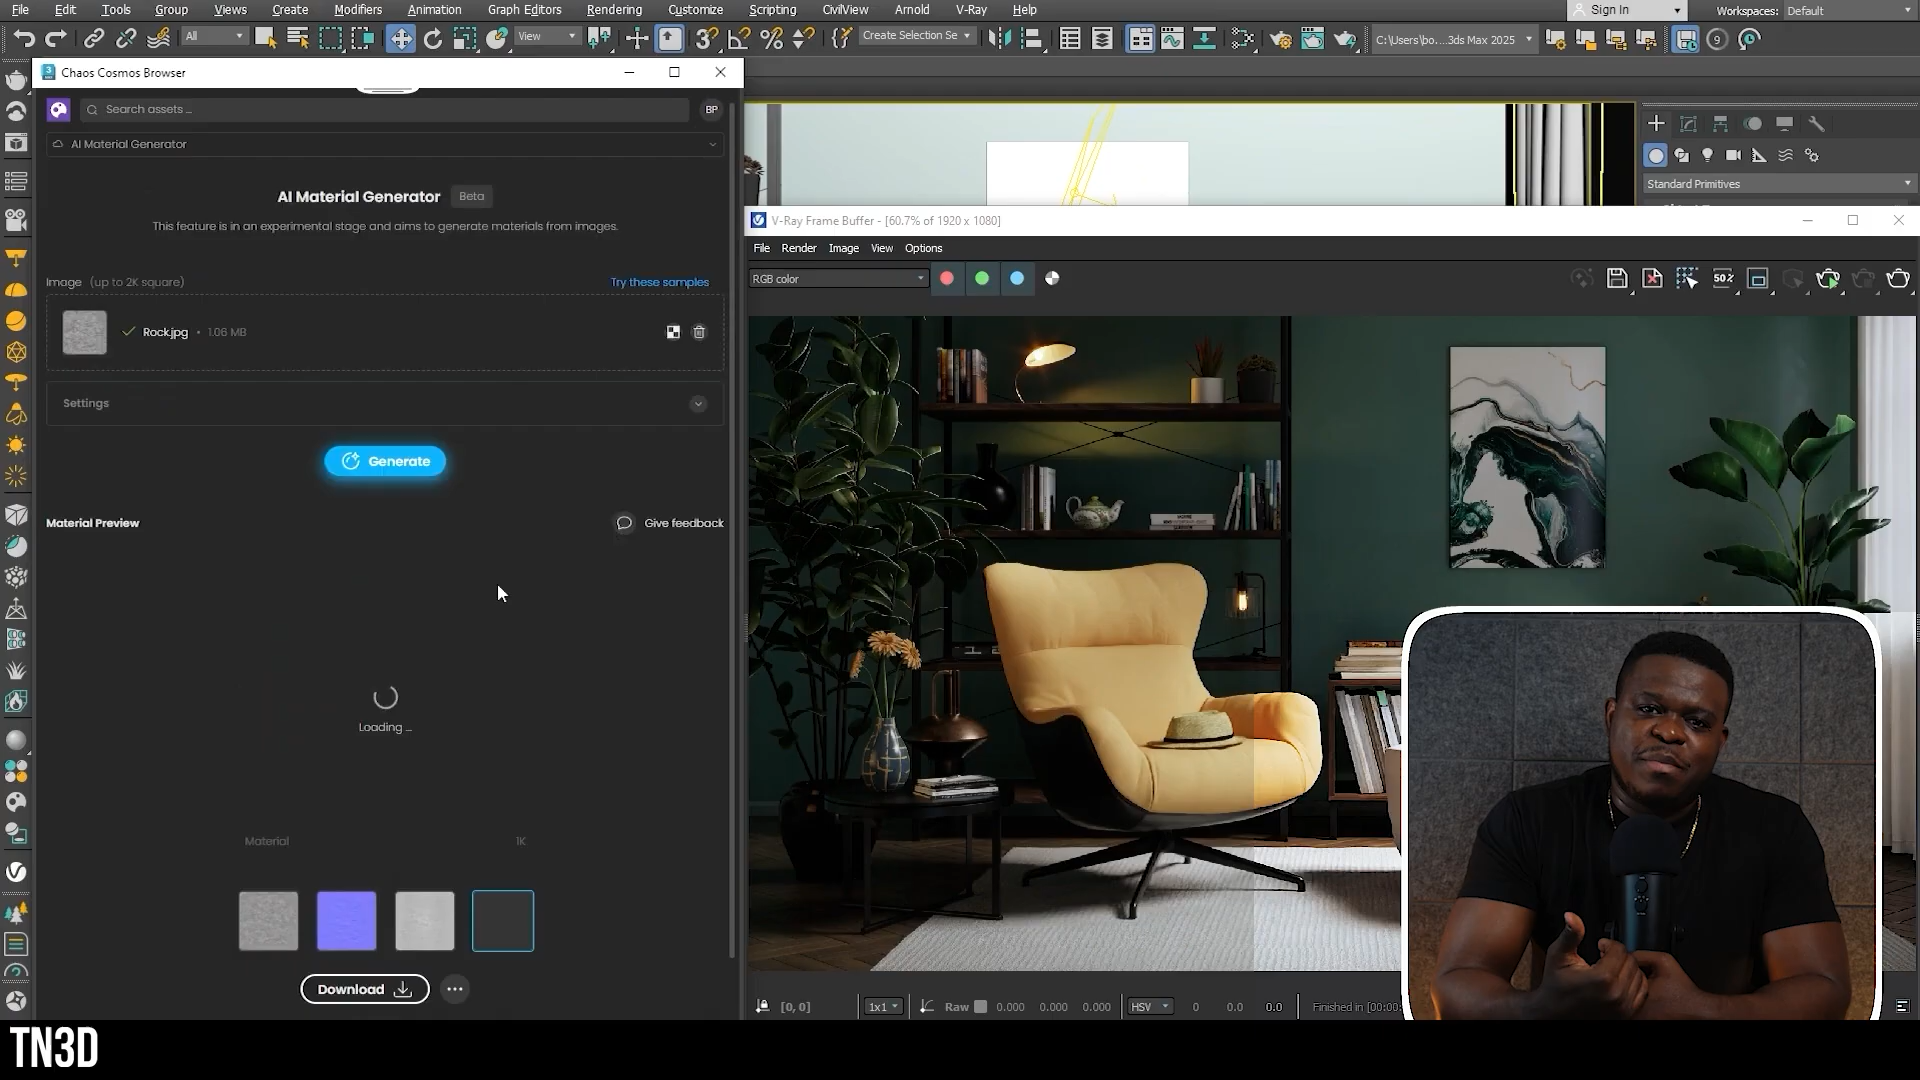 File Edit Tools Group Views Create Modifiers Animation Graph Editors Rendering Customize Scripting CivilView Arnold V-Ray Help
Sign In Workspaces: Default
All View Create Selection Se C:\Users\bo....3ds Max 2025
Chaos Cosmos Browser
Search assets ...
BP
AI Material Generator
AI Material Generator Beta
This feature is in an experimental stage and aims to generate materials from images.
Image (up to 2K square) Try these samples
Rock.jpg • 1.06 MB
Settings
Generate
Material Preview Give feedback
Loading ...
Material 1K
Download
Standard Primitives
V-Ray Frame Buffer - [60.7% of 1920 x 1080]
File Render Image View Options
RGB color
50%
HOME
[0, 0] 1x1 Raw 0.000 0.000 0.000 HSV 0 0.0 0.0 Finished in [00:00:
TN3D